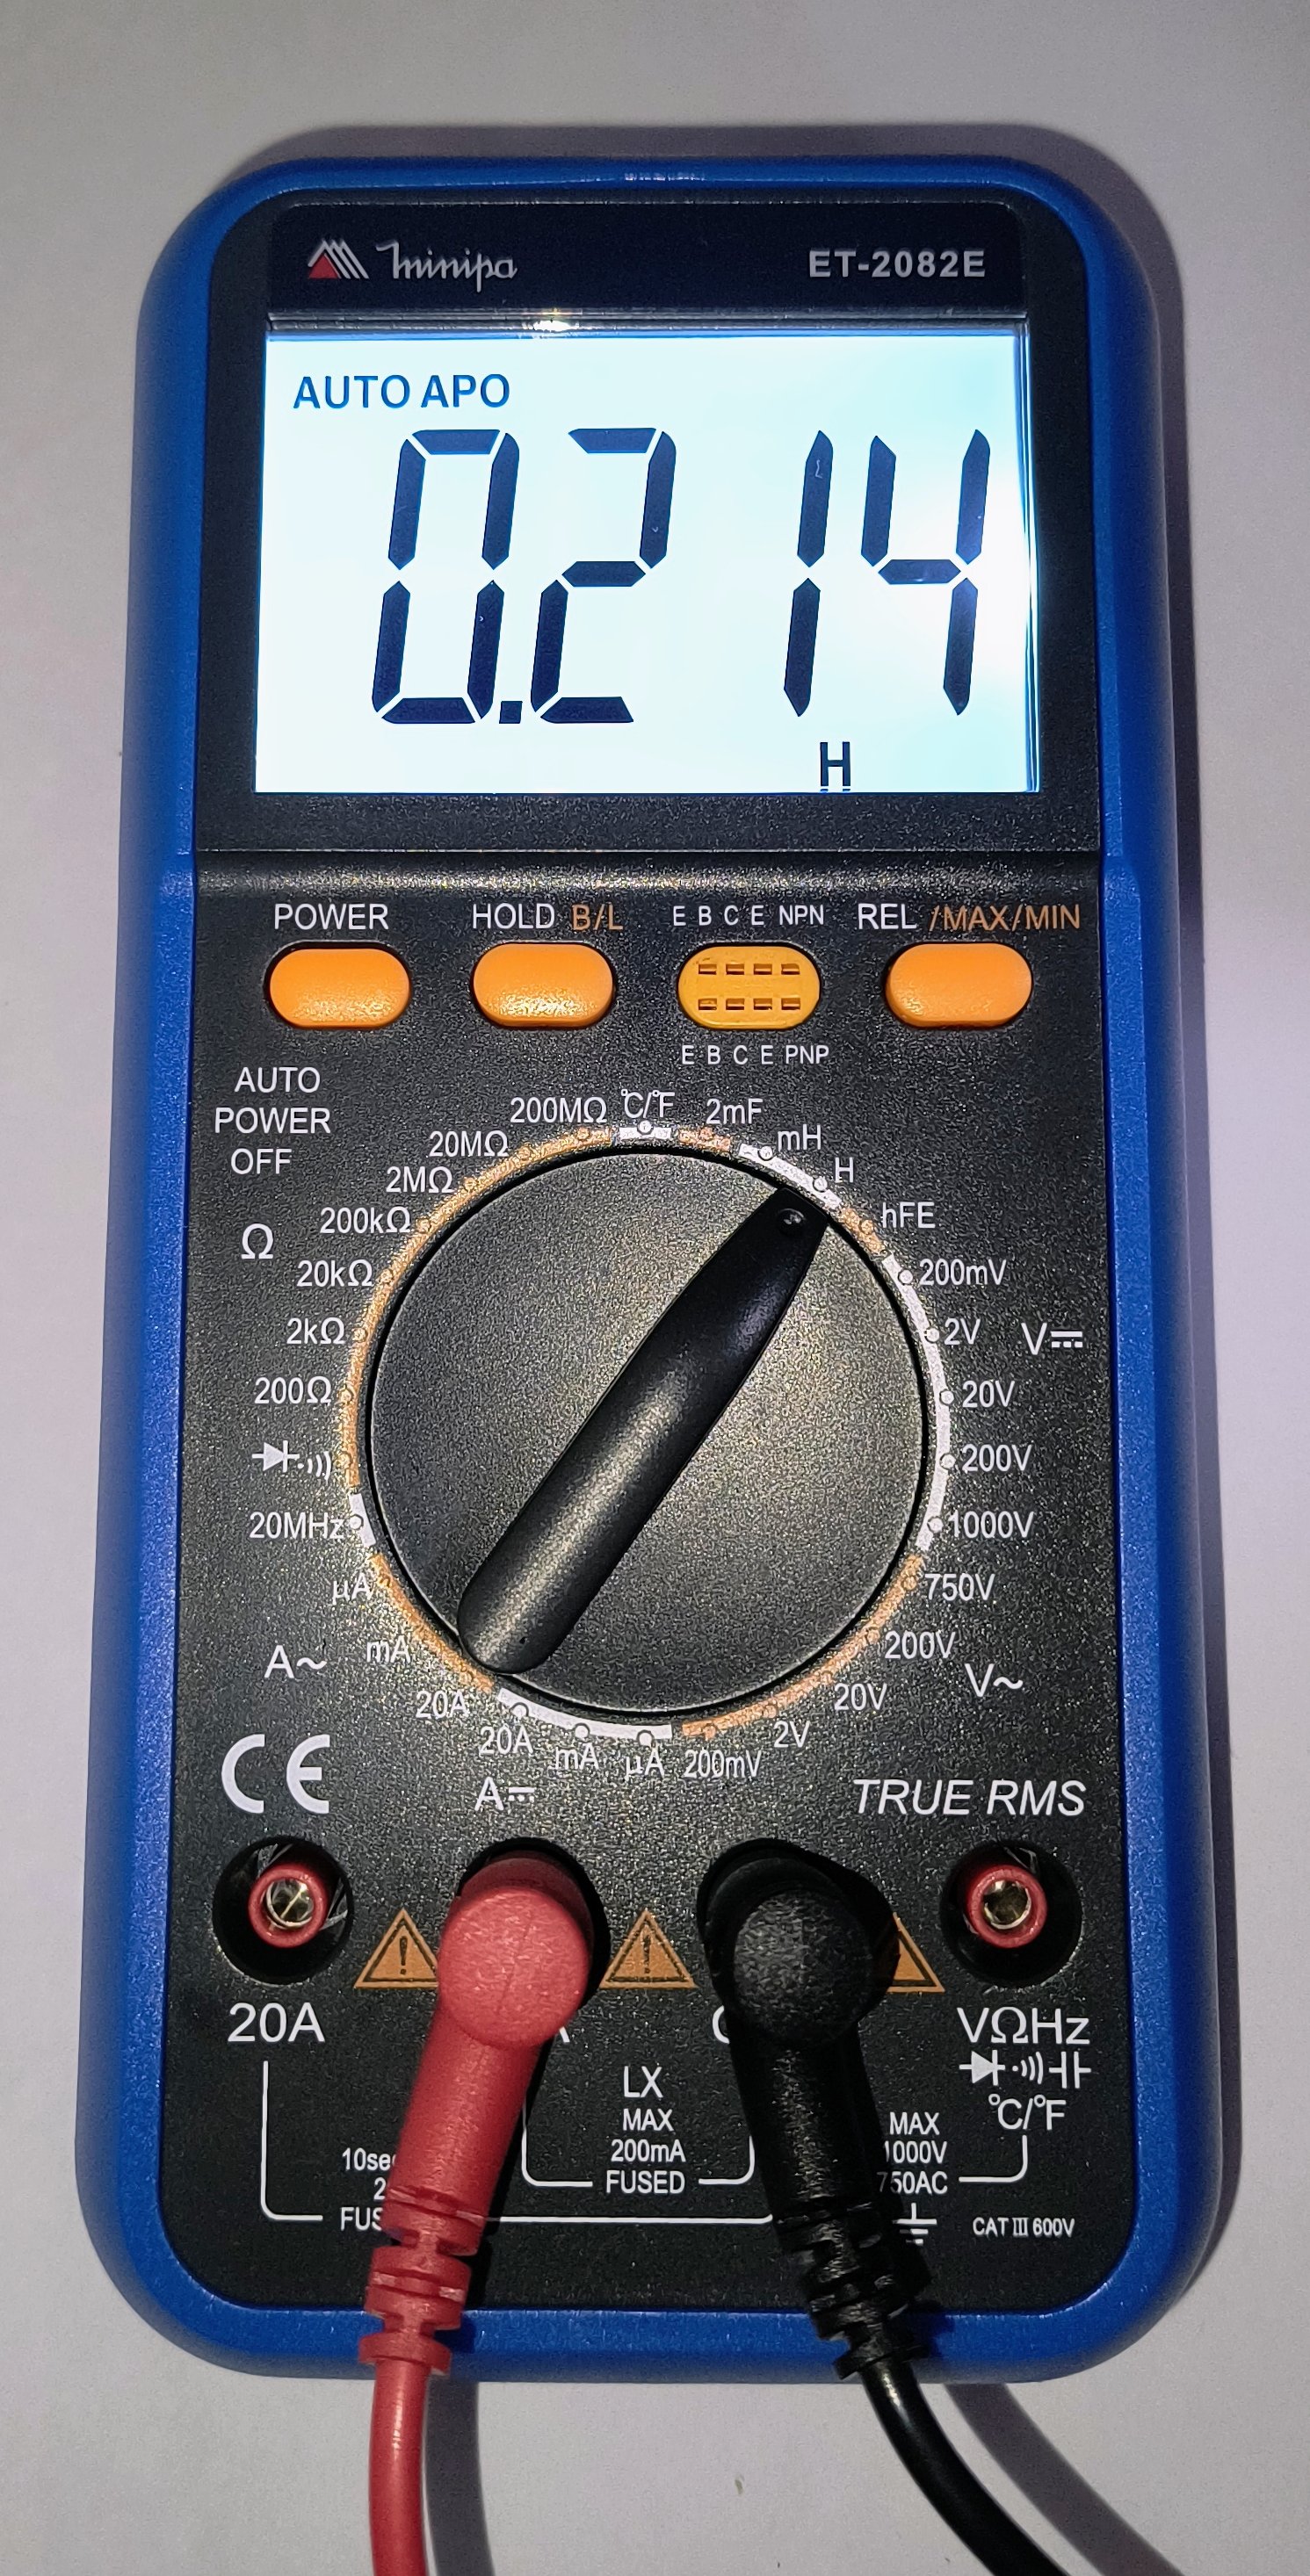 minipa ET-2082E
AUTO APO
0.214
H
POWER HOLD B/L E B C E NPN REL /MAX/MIN
E B C E PNP
AUTO
POWER
OFF
200MΩ °C/°F 2mF
20MΩ mH
2MΩ H
200kΩ hFE
Ω
20kΩ 200mV
2kΩ 2V V⎓
200Ω 20V
200V
20MHz 1000V
µA 750V
mA 200V
A~ V~
20A 20V
20A mA µA 200mV 2V
A⎓
CE TRUE RMS
20A VΩHz
LX °C/°F
MAX MAX
200mA
FUSED
CAT III 600V